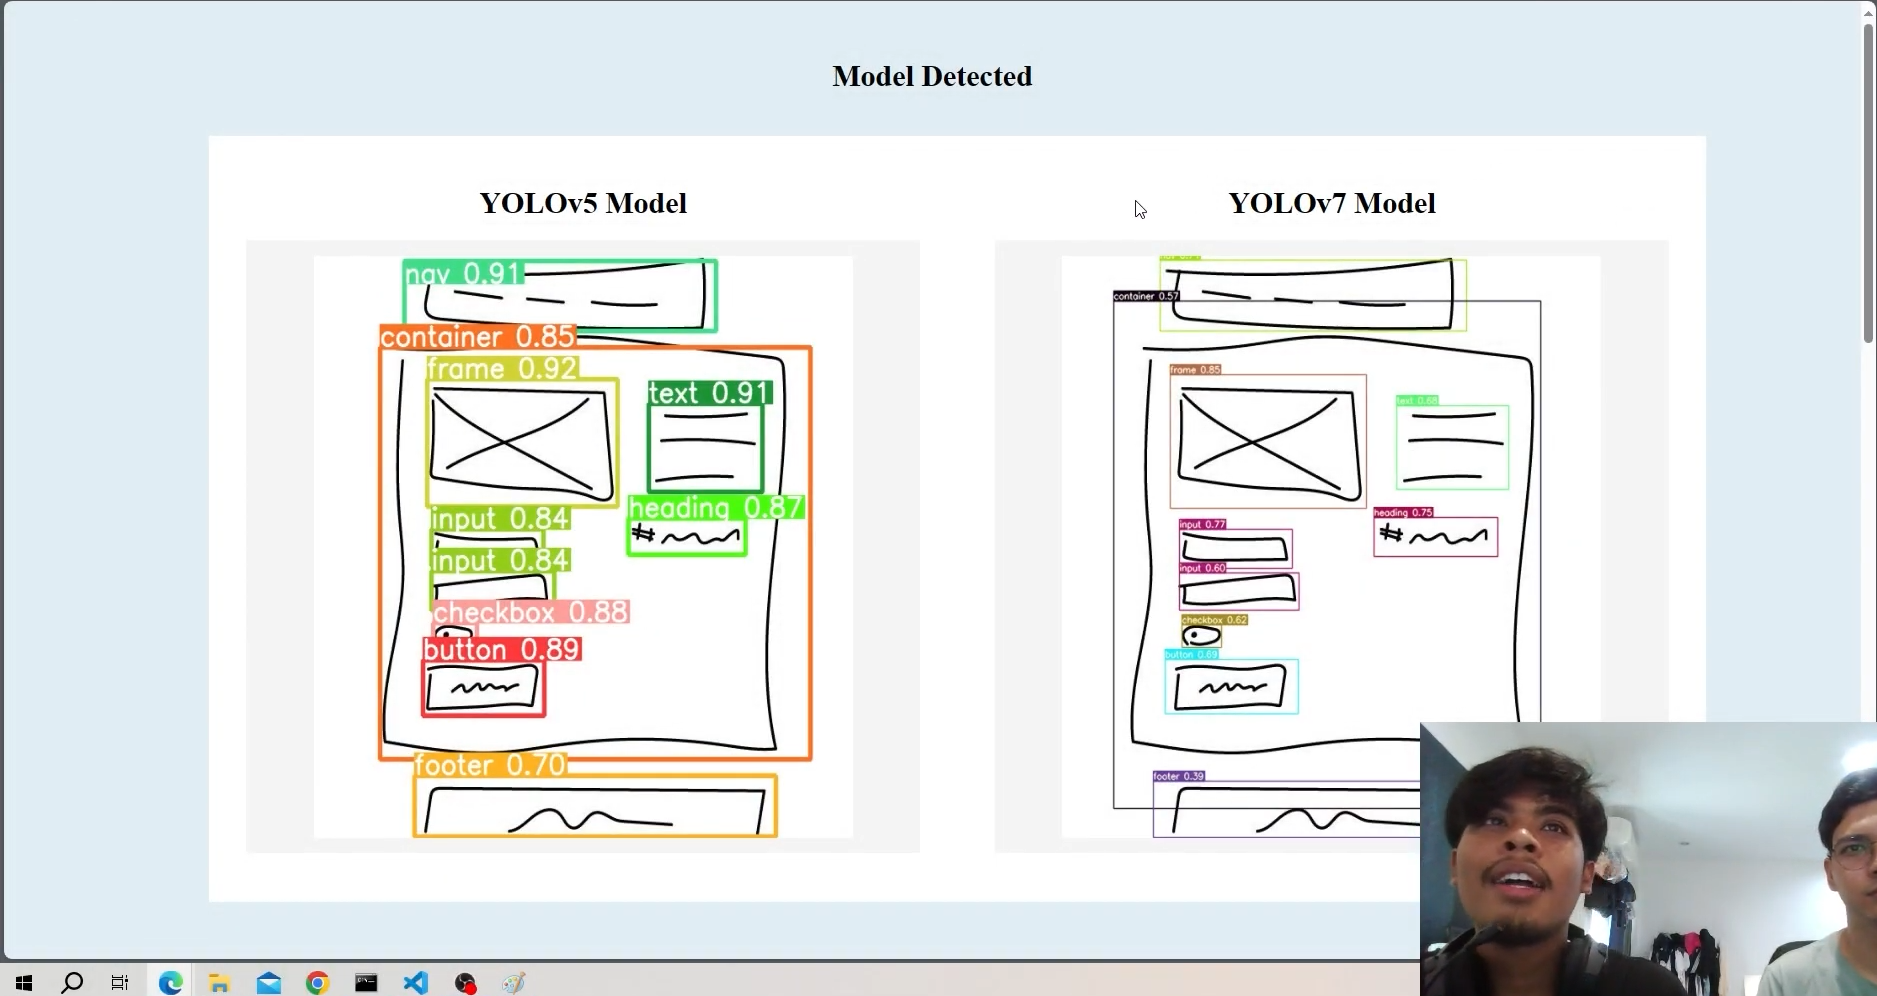 Model Detected
YOLOv5 Model
nav 0.91
container 0.85
frame 0.92
text 0.91
heading 0.87
input 0.84
input 0.84
checkbox 0.88
button 0.89
footer 0.70
YOLOv7 Model
container 0.57
frame 0.85
text 0.88
heading 0.75
input 0.77
input 0.60
checkbox 0.62
button 0.69
footer 0.39